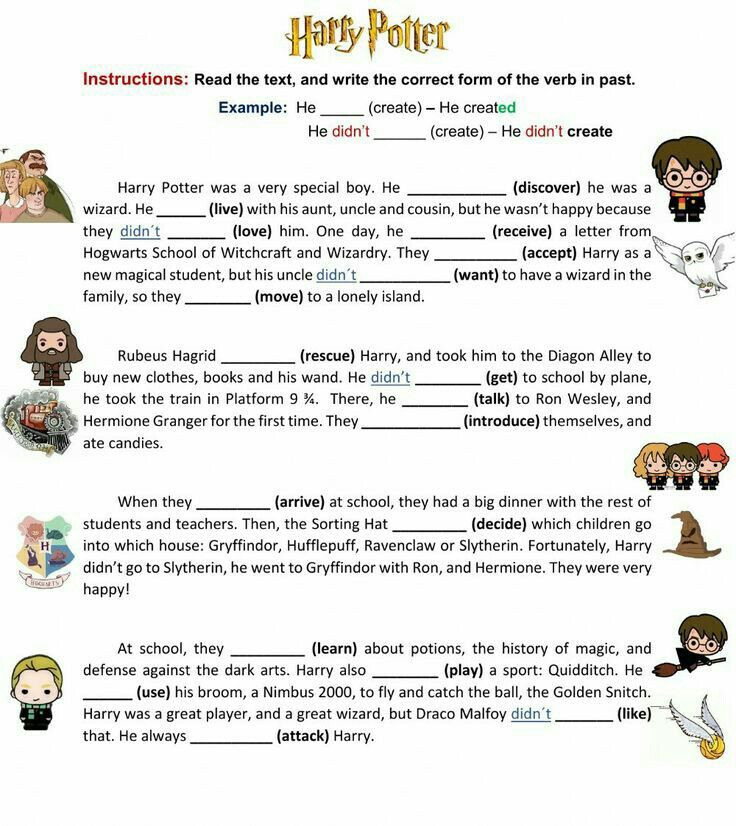 Harry Potter
Instructions: Read the text, and write the correct form of the verb in past.
Example: He _____ (create) – He created
He didn't ______ (create) – He didn't create
Harry Potter was a very special boy. He ____________ (discover) he was a
wizard. He ______ (live) with his aunt, uncle and cousin, but he wasn't happy because
they didn´t _______ (love) him. One day, he _________ (receive) a letter from
Hogwarts School of Witchcraft and Wizardry. They __________ (accept) Harry as a
new magical student, but his uncle didn´t ___________ (want) to have a wizard in the
family, so they ________ (move) to a lonely island.
Rubeus Hagrid _________ (rescue) Harry, and took him to the Diagon Alley to
buy new clothes, books and his wand. He didn't ________ (get) to school by plane,
he took the train in Platform 9 ¾. There, he ________ (talk) to Ron Wesley, and
Hermione Granger for the first time. They ____________ (introduce) themselves, and
ate candies.
When they _________ (arrive) at school, they had a big dinner with the rest of
students and teachers. Then, the Sorting Hat _________ (decide) which children go
into which house: Gryffindor, Hufflepuff, Ravenclaw or Slytherin. Fortunately, Harry
didn't go to Slytherin, he went to Gryffindor with Ron, and Hermione. They were very
happy!
H
HOGWARTS
At school, they _________ (learn) about potions, the history of magic, and
defense against the dark arts. Harry also ________ (play) a sport: Quidditch. He
______ (use) his broom, a Nimbus 2000, to fly and catch the ball, the Golden Snitch.
Harry was a great player, and a great wizard, but Draco Malfoy didn´t _______ (like)
that. He always __________ (attack) Harry.